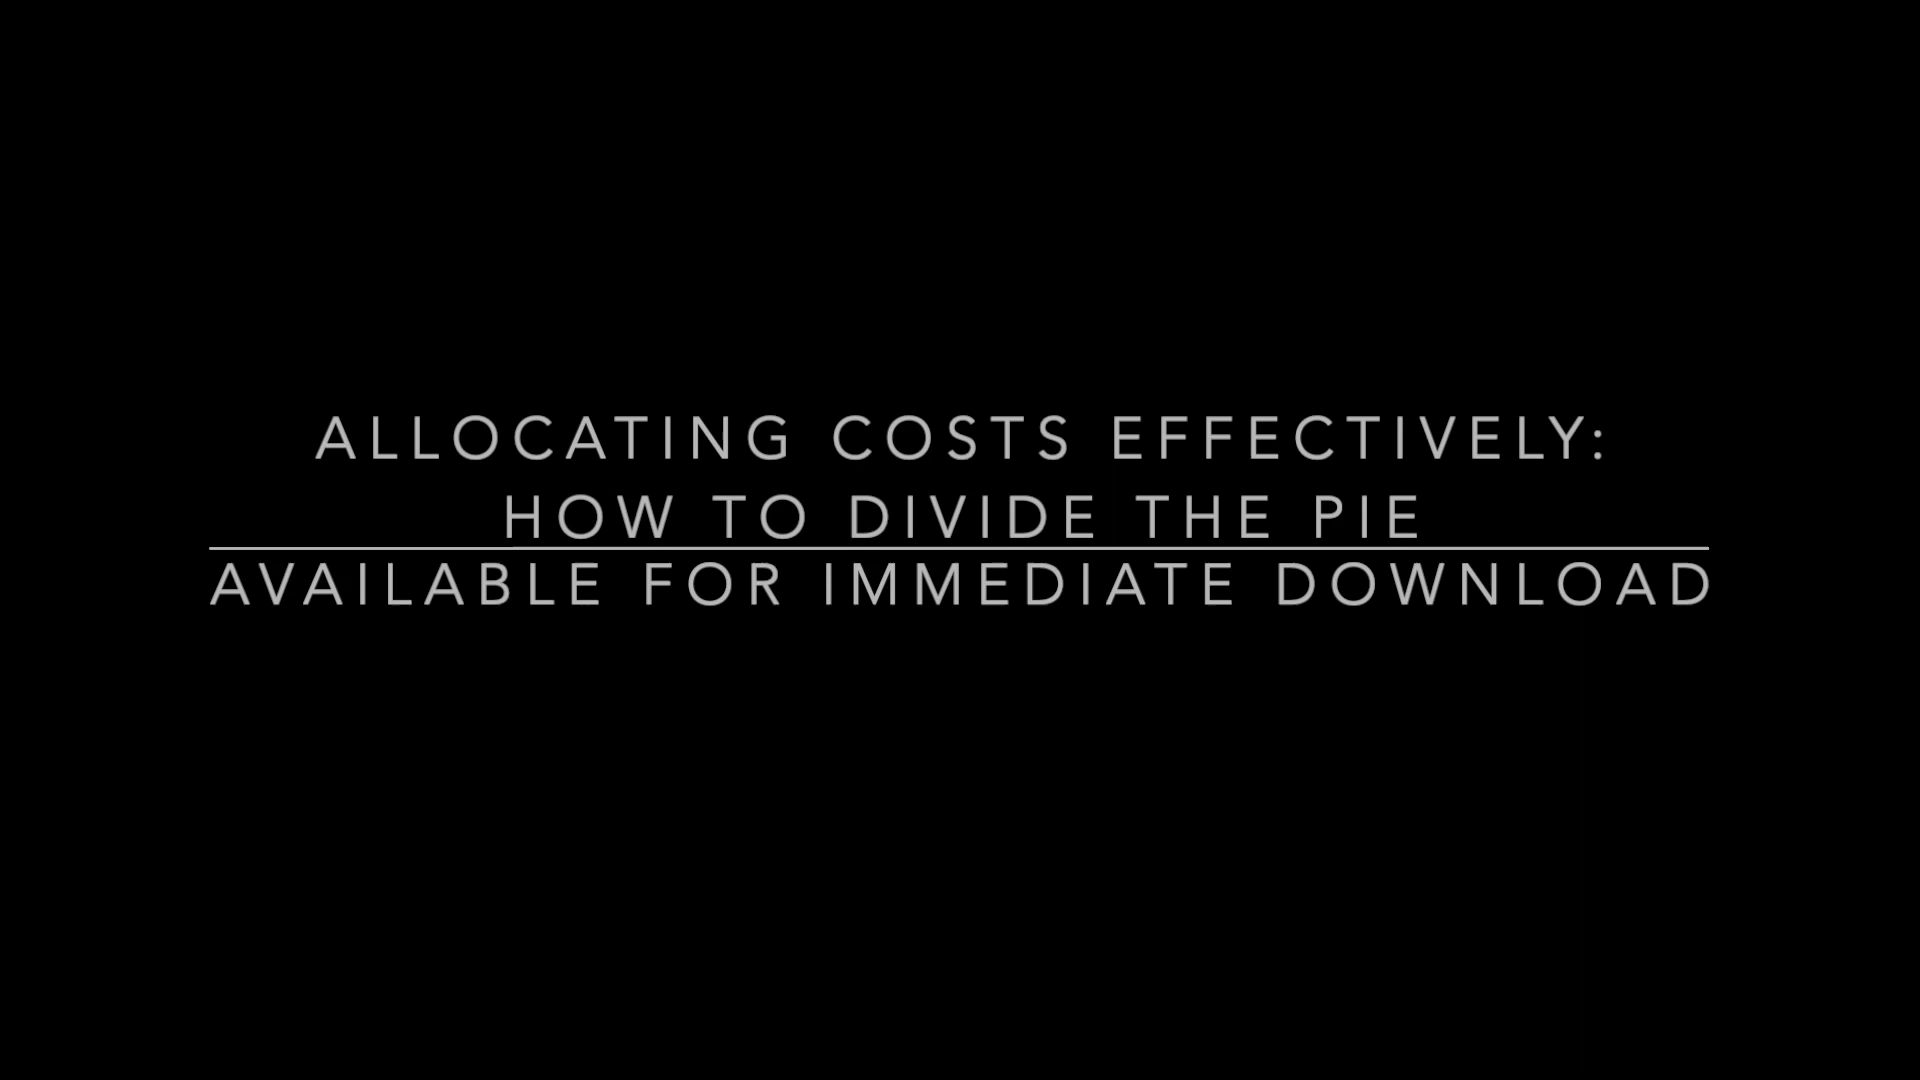 ALLOCATING COSTS EFFECTIVELY:
HOW TO DIVIDE THE PIE
AVAILABLE FOR IMMEDIATE DOWNLOAD